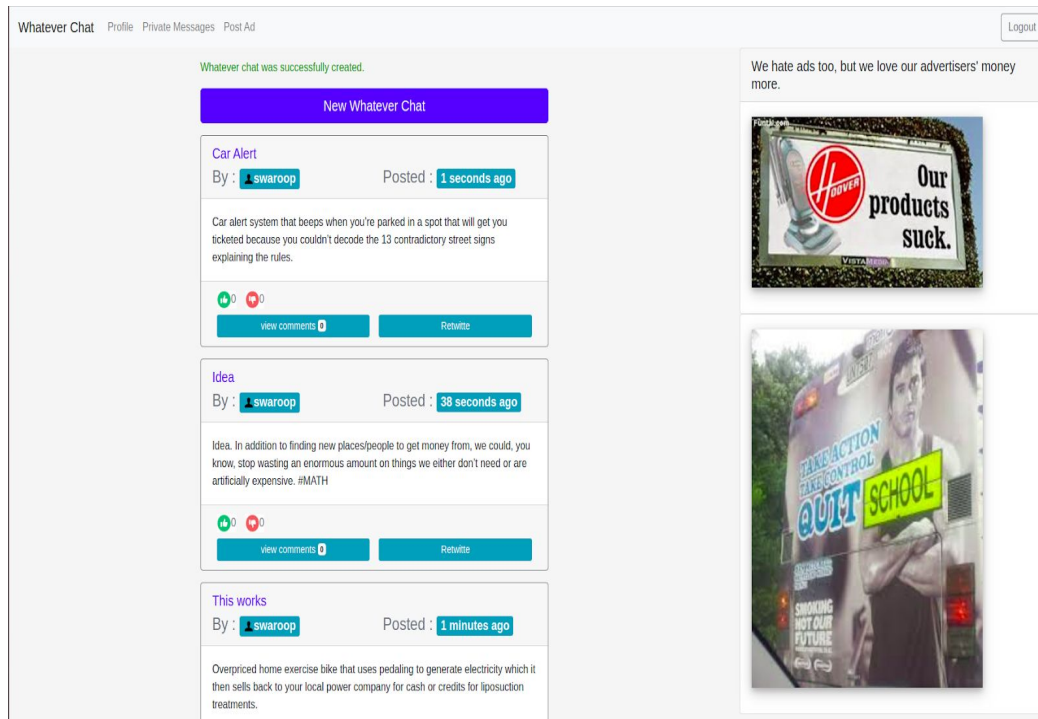 Whatever Chat Profile Private Messages Post Ad Logout
Whatever chat was successfully created.
New Whatever Chat
Car Alert
By : swaroop Posted : 1 seconds ago
Car alert system that beeps when you're parked in a spot that will get you
ticketed because you couldn't decode the 13 contradictory street signs
explaining the rules.
0 0
view comments 0 Retwitte
Idea
By : swaroop Posted : 38 seconds ago
Idea. In addition to finding new places/people to get money from, we could, you
know, stop wasting an enormous amount on things we either don't need or are
artificially expensive. #MATH
0 0
view comments 0 Retwitte
This works
By : swaroop Posted : 1 minutes ago
Overpriced home exercise bike that uses pedaling to generate electricity which it
then sells back to your local power company for cash or credits for liposuction
treatments.
We hate ads too, but we love our advertisers' money
more.
HOOVER
Our
products
suck.
VISTA
TAKE ACTION
TAKE CONTROL
QUIT
SCHOOL
SMOKING
NOT OUR
FUTURE